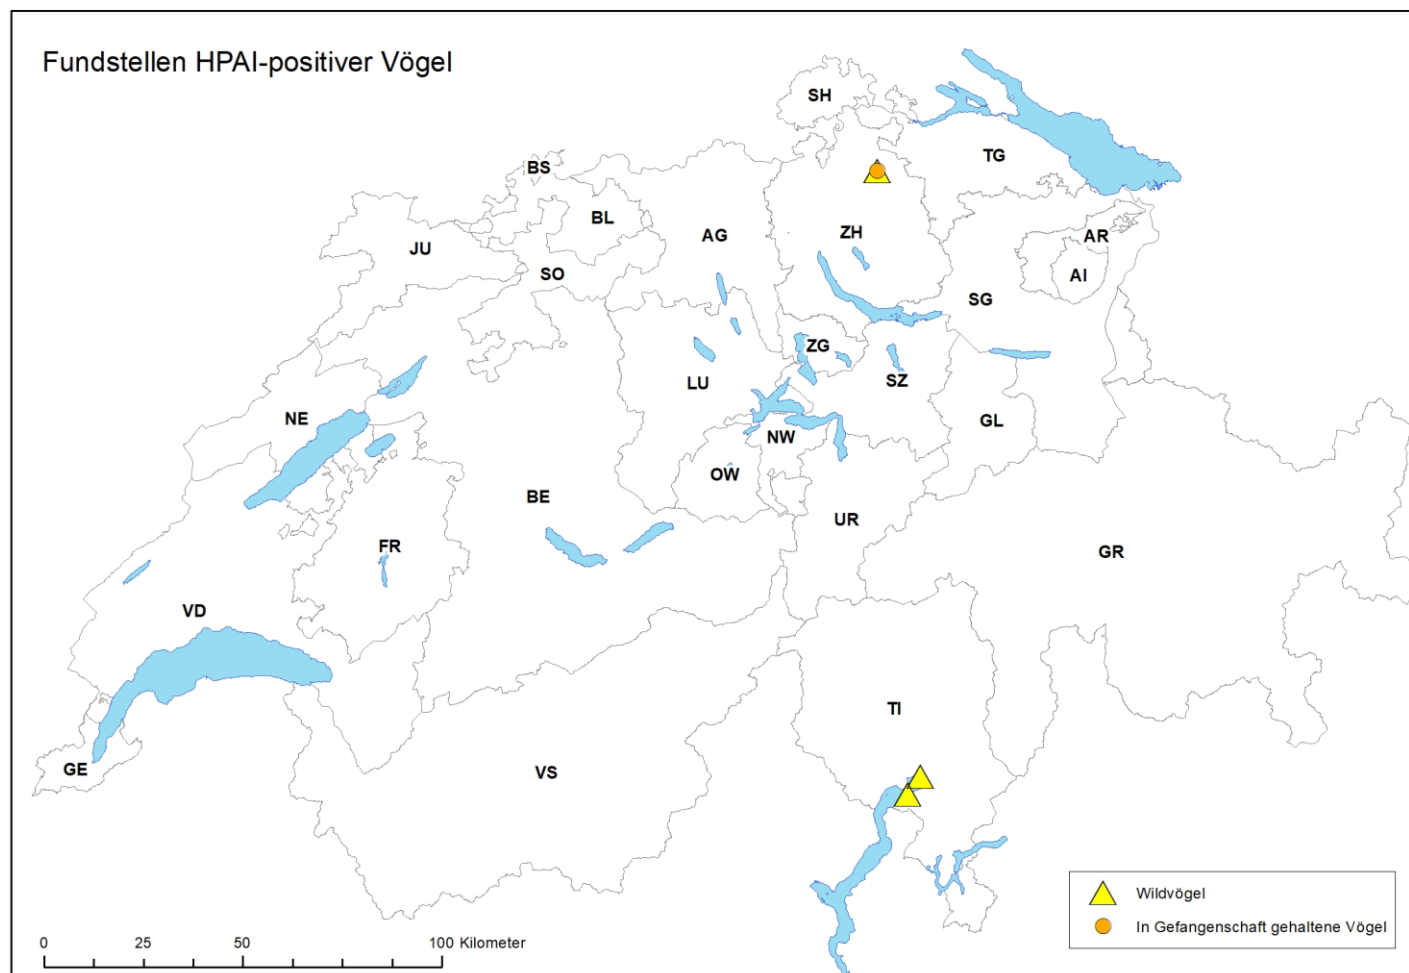 Fundstellen HPAI-positiver Vögel
SH
TG
BS
BL
AG
ZH
JU
SO
AR
AI
SG
ZG
LU
SZ
NE
GL
NW
OW
BE
UR
FR
GR
VD
TI
GE
VS
Wildvögel
In Gefangenschaft gehaltene Vögel
0 25 50 100 Kilometer